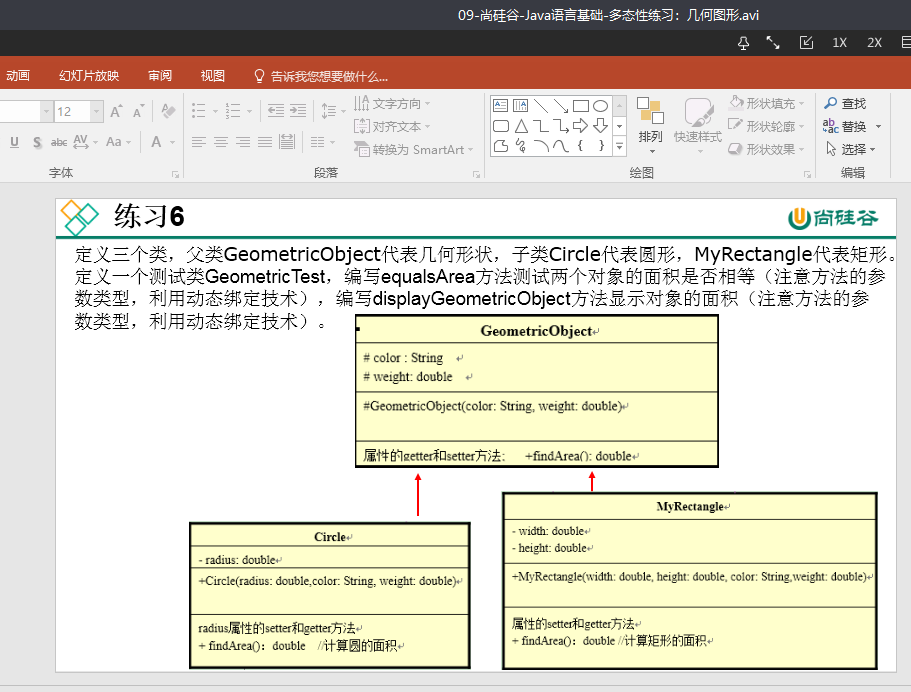 09-尚硅谷-Java语言基础-多态性练习：几何图形.avi
1X 2X
动画 幻灯片放映 审阅 视图 告诉我您想要做什么...
12 A A 文字方向 形状填充 查找
U S abc AV Aa A 对齐文本 排列 快速样式 形状轮廓 替换
转换为 SmartArt 形状效果 选择
字体 段落 绘图 编辑
练习6 尚硅谷
定义三个类，父类GeometricObject代表几何形状，子类Circle代表圆形，MyRectangle代表矩形。
定义一个测试类GeometricTest，编写equalsArea方法测试两个对象的面积是否相等（注意方法的参
数类型，利用动态绑定技术），编写displayGeometricObject方法显示对象的面积（注意方法的参
数类型，利用动态绑定技术）。
GeometricObject
# color : String
# weight: double
#GeometricObject(color: String, weight: double)
属性的getter和setter方法; +findArea(): double
Circle
- radius: double
+Circle(radius: double,color: String, weight: double)
radius属性的setter和getter方法
+ findArea()：double //计算圆的面积
MyRectangle
- width: double
- height: double
+MyRectangle(width: double, height: double, color: String,weight: double)
属性的setter和getter方法
+ findArea()：double //计算矩形的面积